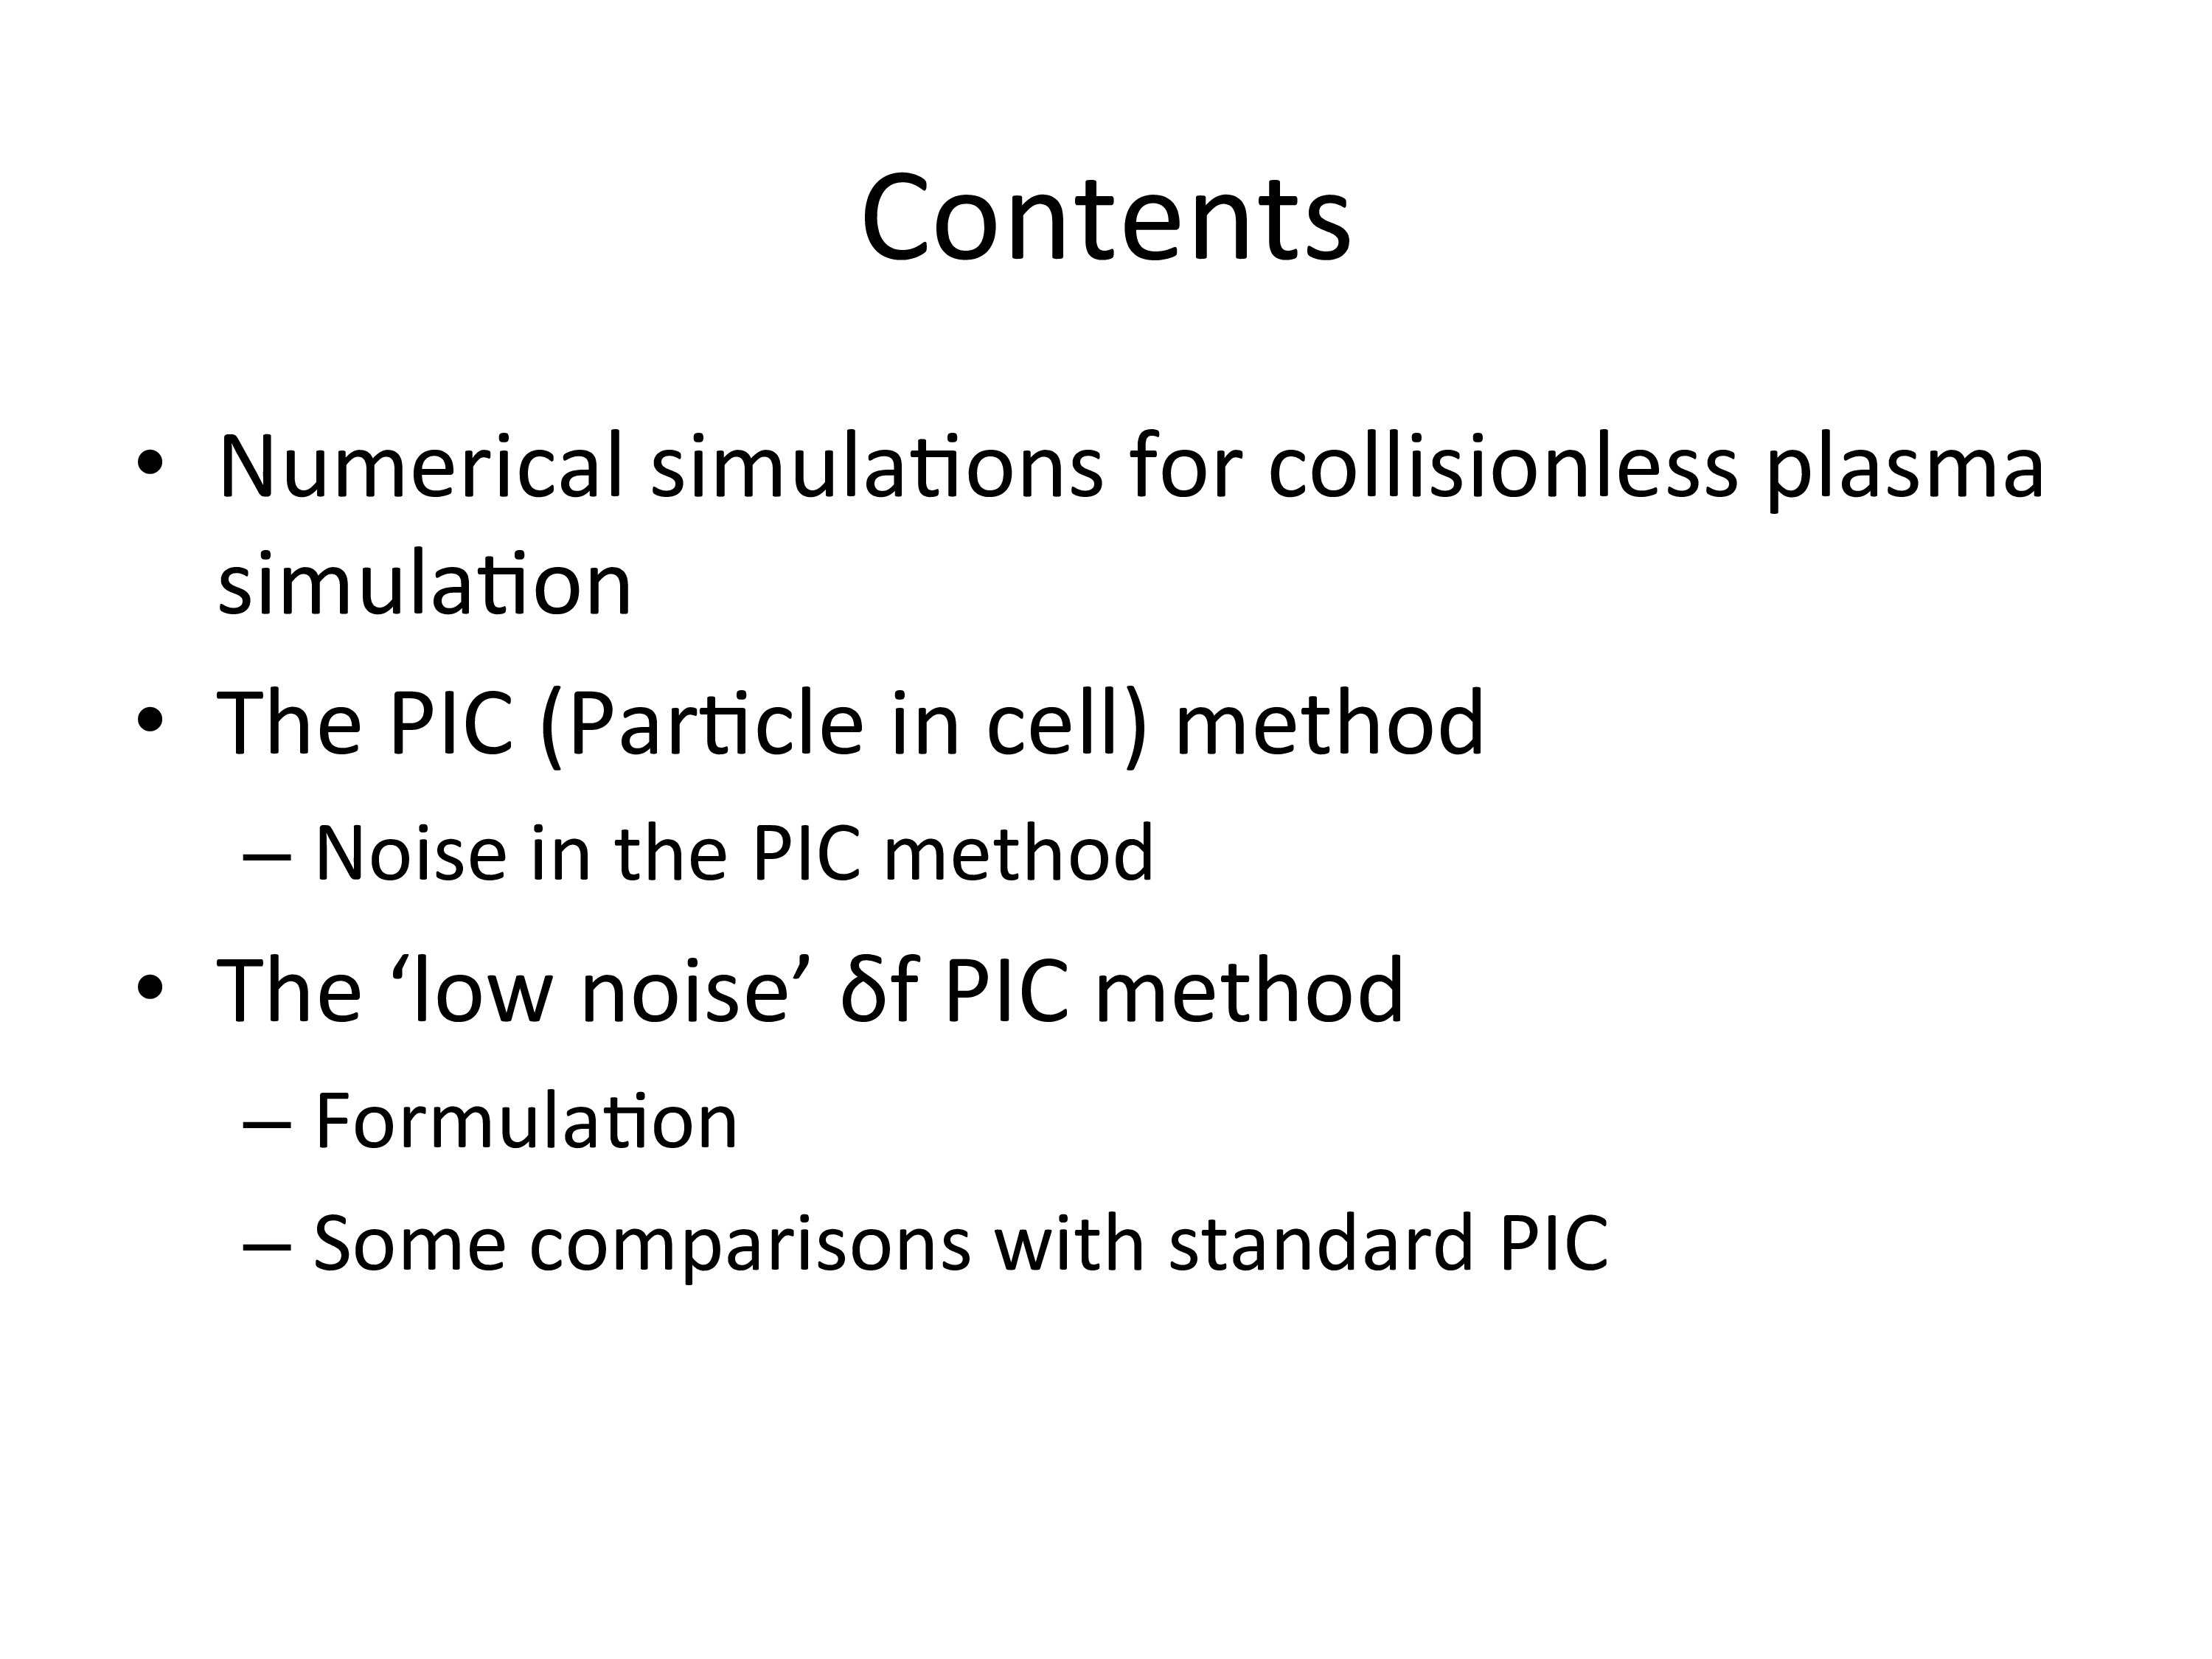 Contents
• Numerical simulations for collisionless plasma
simulation
• The PIC (Particle in cell) method
– Noise in the PIC method
• The ‘low noise’ δf PIC method
– Formulation
– Some comparisons with standard PIC